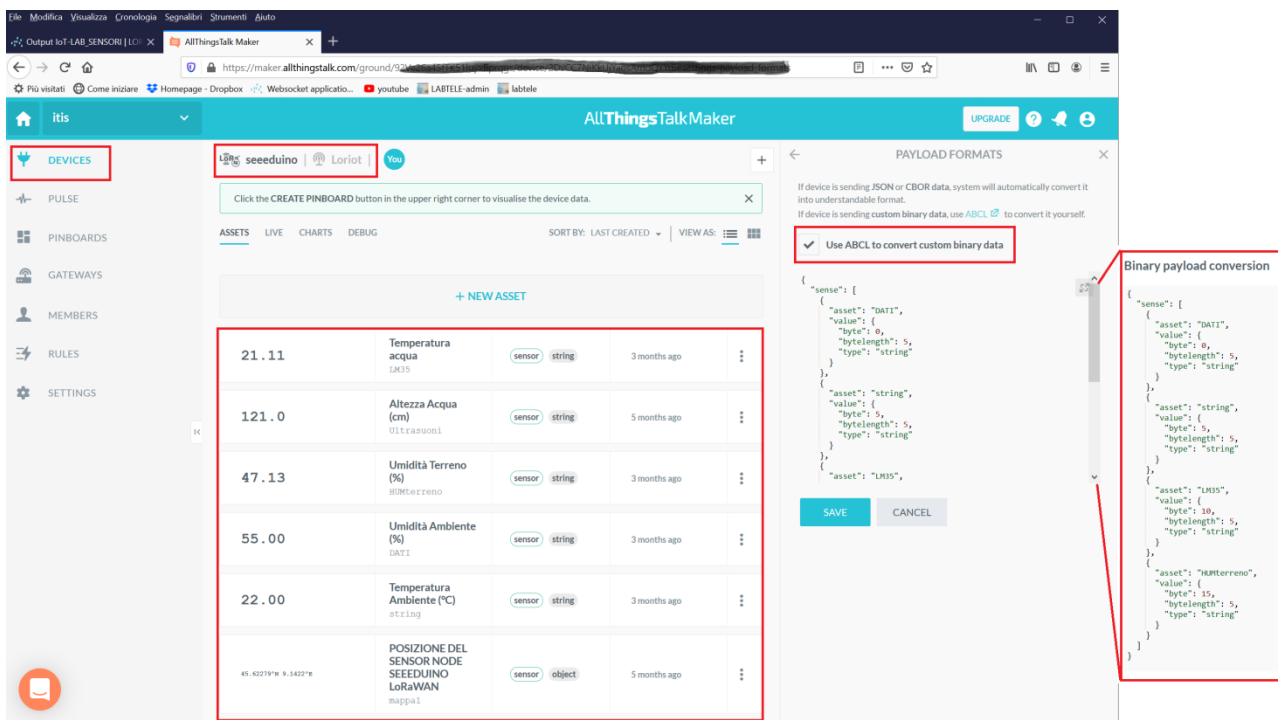 File Modifica Visualizza Cronologia Segnalibri Strumenti Aiuto
Output IoT-LAB_SENSORI | LOR
AllThingsTalk Maker
https://maker.allthingstalk.com/ground/
Più visitati Come iniziare Homepage - Dropbox Websocket applicatio... youtube LABTELE-admin labtele
itis
AllThingsTalkMaker
UPGRADE
DEVICES
PULSE
PINBOARDS
GATEWAYS
MEMBERS
RULES
SETTINGS
seeeduino | Loriot | You
+
Click the CREATE PINBOARD button in the upper right corner to visualise the device data.
ASSETS LIVE CHARTS DEBUG
SORT BY: LAST CREATED VIEW AS:
+ NEW ASSET
21.11
Temperatura
acqua
LM35
sensor string
3 months ago
121.0
Altezza Acqua
(cm)
Ultrasuoni
sensor string
5 months ago
47.13
Umidità Terreno
(%)
HUMterreno
sensor string
3 months ago
55.00
Umidità Ambiente
(%)
DATI
sensor string
3 months ago
22.00
Temperatura
Ambiente (°C)
string
sensor string
3 months ago
45.62279°N 9.1422°E
POSIZIONE DEL
SENSOR NODE
SEEEDUINO
LoRaWAN
mappa1
sensor object
5 months ago
PAYLOAD FORMATS
If device is sending JSON or CBOR data, system will automatically convert it
into understandable format.
If device is sending custom binary data, use ABCL to convert it yourself.
Use ABCL to convert custom binary data
{
"sense": [
{
"asset": "DATI",
"value": {
"byte": 0,
"bytelength": 5,
"type": "string"
}
},
{
"asset": "string",
"value": {
"byte": 5,
"bytelength": 5,
"type": "string"
}
},
{
"asset": "LM35",
SAVE CANCEL
Binary payload conversion
{
"sense": [
{
"asset": "DATI",
"value": {
"byte": 0,
"bytelength": 5,
"type": "string"
}
},
{
"asset": "string",
"value": {
"byte": 5,
"bytelength": 5,
"type": "string"
}
},
{
"asset": "LM35",
"value": {
"byte": 10,
"bytelength": 5,
"type": "string"
}
},
{
"asset": "HUMterreno",
"value": {
"byte": 15,
"bytelength": 5,
"type": "string"
}
}
]
}